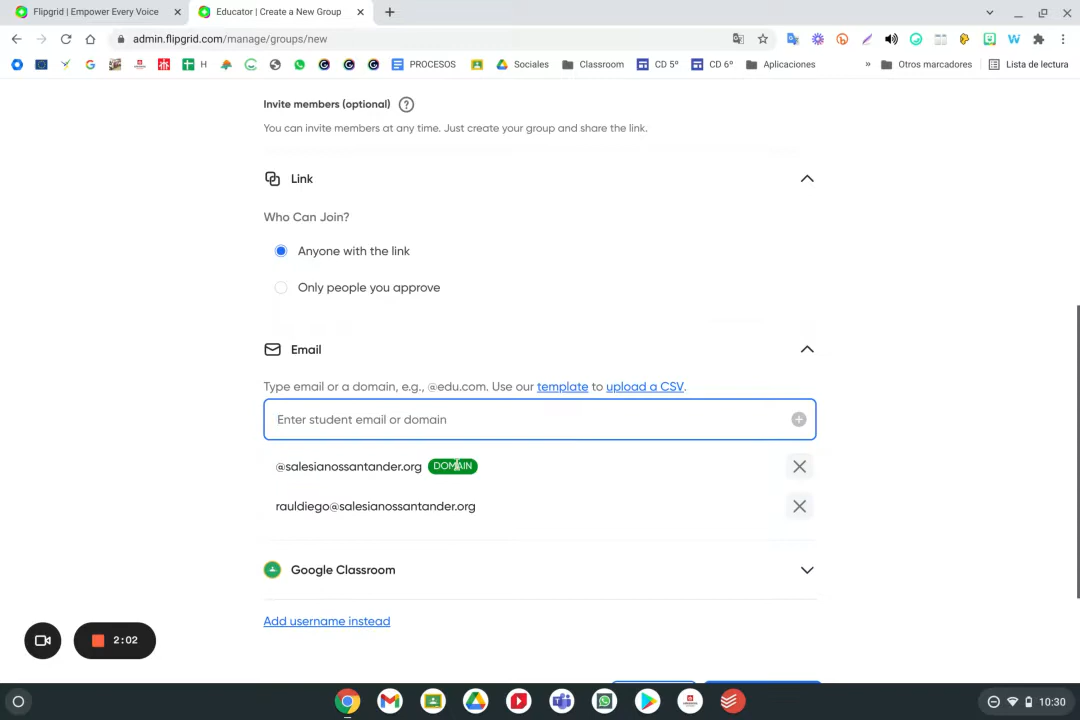 Flipgrid | Empower Every Voice
Educator | Create a New Group
admin.flipgrid.com/manage/groups/new
H
PROCESOS
Sociales
Classroom
CD 5º
CD 6º
Aplicaciones
»
Otros marcadores
Lista de lectura
Invite members (optional) ?
You can invite members at any time. Just create your group and share the link.
Link
Who Can Join?
Anyone with the link
Only people you approve
Email
Type email or a domain, e.g., @edu.com. Use our template to upload a CSV.
Enter student email or domain
@salesianossantander.org DOMAIN
rauldiego@salesianossantander.org
Google Classroom
Add username instead
2:02
10:30